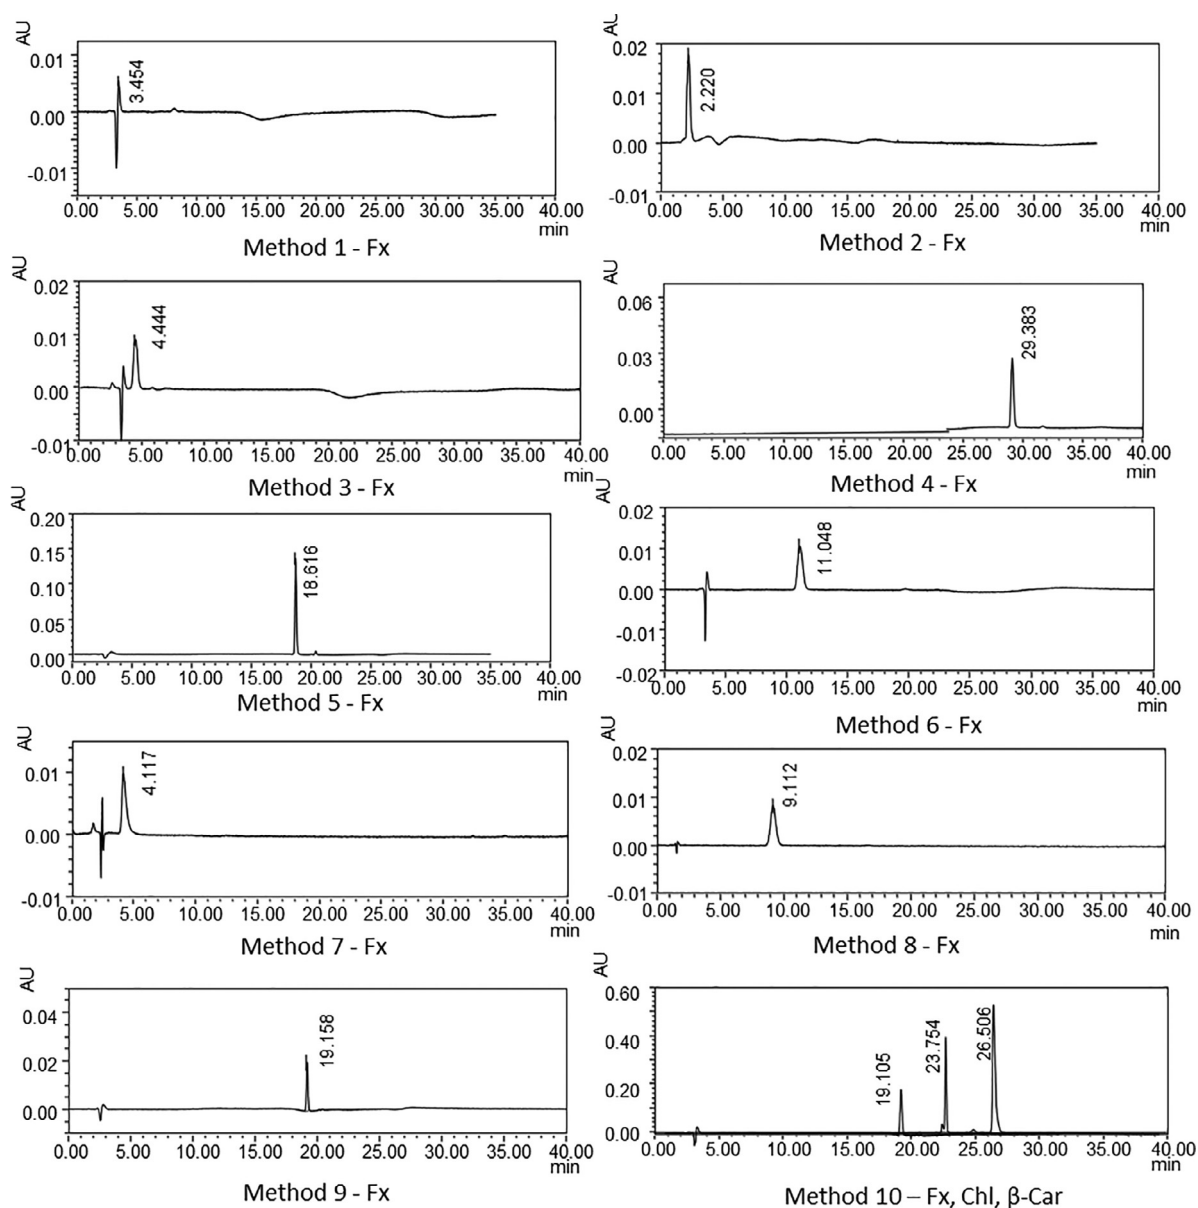 AU
0.01
0.00
-0.01
3.454
0.00 5.00 10.00 15.00 20.00 25.00 30.00 35.00 40.00
min
Method 1 - Fx
AU
0.02
0.01
0.00
-0.01
2.220
0.00 5.00 10.00 15.00 20.00 25.00 30.00 35.00 40.00
min
Method 2 - Fx
AU
0.02
0.01
0.00
-0.01
4.444
0.00 5.00 10.00 15.00 20.00 25.00 30.00 35.00 40.00
min
Method 3 - Fx
AU
0.06
0.03
0.00
29.383
0.00 5.00 10.00 15.00 20.00 25.00 30.00 35.00 40.00
min
Method 4 - Fx
AU
0.20
0.15
0.10
0.05
0.00
18.616
0.00 5.00 10.00 15.00 20.00 25.00 30.00 35.00 40.00
min
Method 5 - Fx
AU
0.02
0.01
0.00
-0.01
-0.02
11.048
0.00 5.00 10.00 15.00 20.00 25.00 30.00 35.00 40.00
min
Method 6 - Fx
AU
0.01
0.00
-0.01
4.117
0.00 5.00 10.00 15.00 20.00 25.00 30.00 35.00 40.00
min
Method 7 - Fx
AU
0.02
0.01
0.00
-0.01
9.112
0.00 5.00 10.00 15.00 20.00 25.00 30.00 35.00 40.00
min
Method 8 - Fx
AU
0.04
0.02
0.00
19.158
0.00 5.00 10.00 15.00 20.00 25.00 30.00 35.00 40.00
min
Method 9 - Fx
AU
0.60
0.40
0.20
0.00
19.105
23.754
26.506
0.00 5.00 10.00 15.00 20.00 25.00 30.00 35.00 40.00
min
Method 10 – Fx, Chl, β-Car